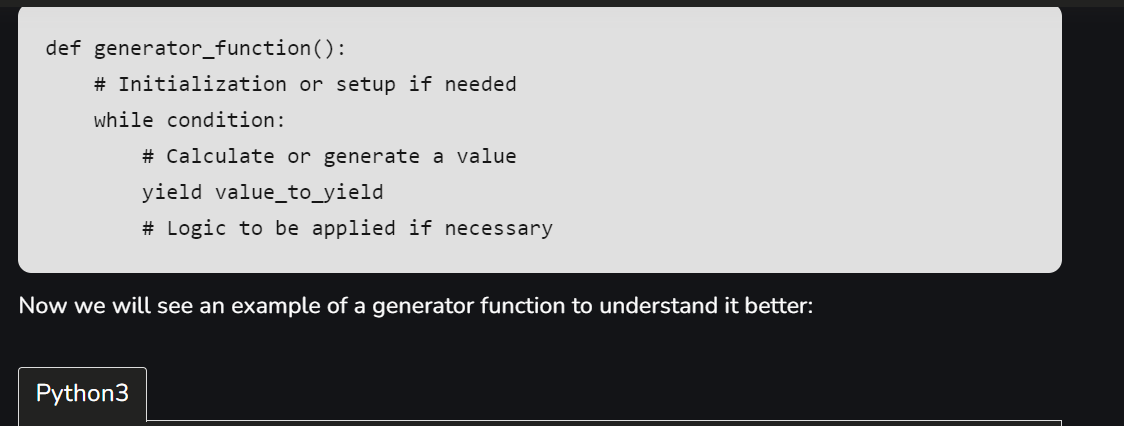 def generator_function():
    # Initialization or setup if needed
    while condition:
        # Calculate or generate a value
        yield value_to_yield
        # Logic to be applied if necessary
Now we will see an example of a generator function to understand it better:
Python3